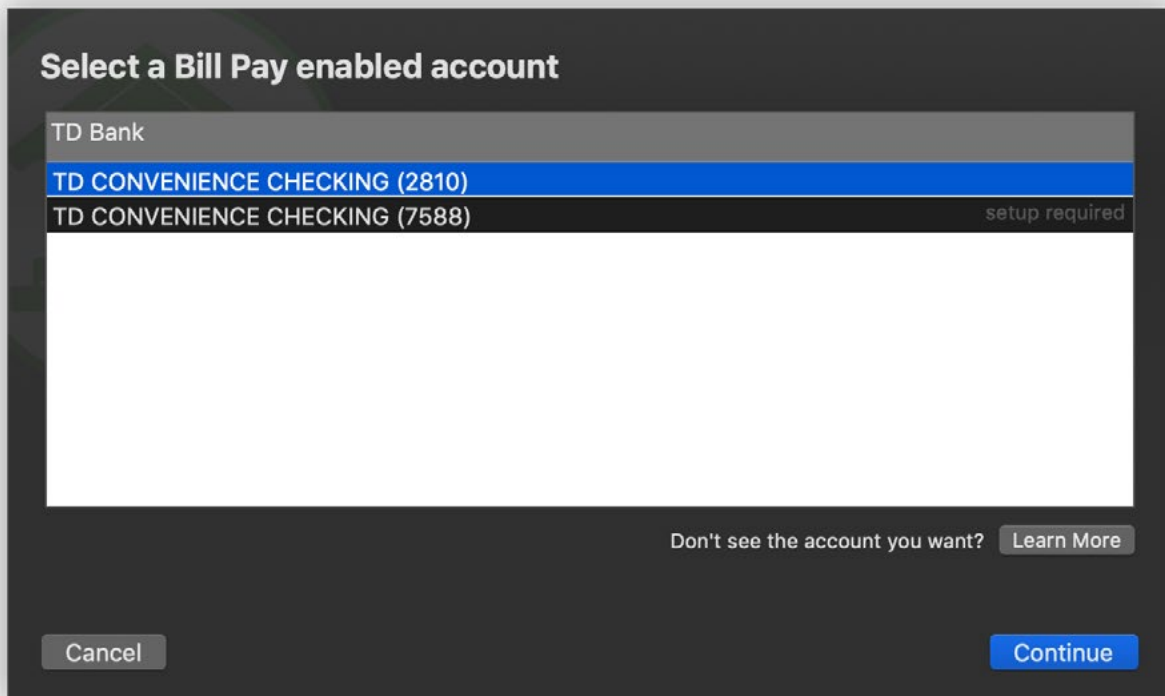 Select a Bill Pay enabled account
TD Bank
TD CONVENIENCE CHECKING (2810)
TD CONVENIENCE CHECKING (7588) setup required
Don't see the account you want? Learn More
Cancel Continue